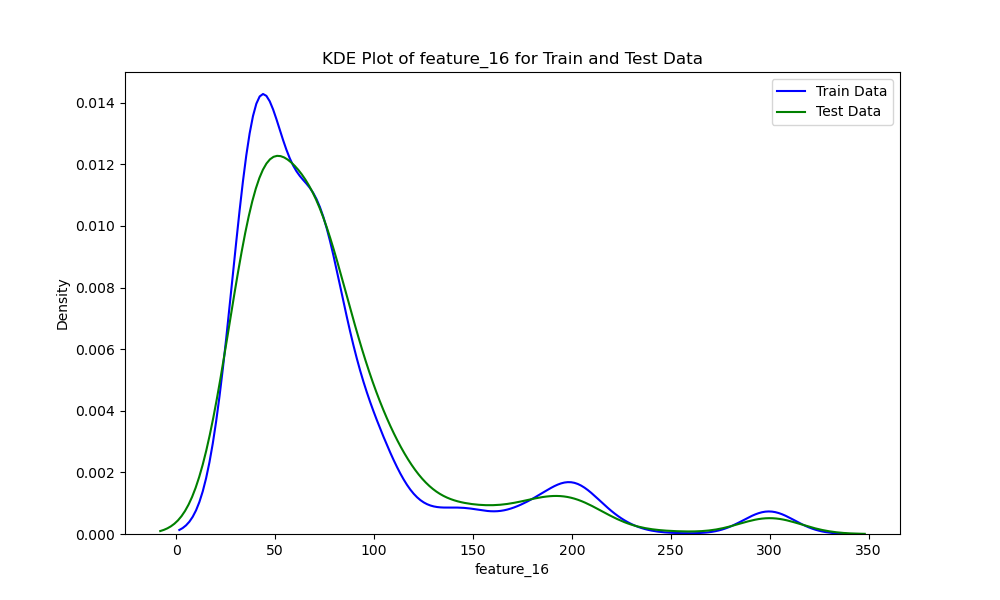 KDE Plot of feature_16 for Train and Test Data
Train Data
Test Data
0.014
0.012
0.010
0.008
0.006
0.004
0.002
0.000
Density
0 50 100 150 200 250 300 350
feature_16